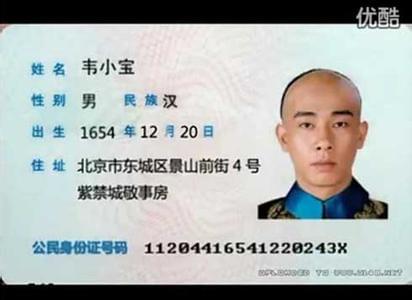 优酷
姓名 韦小宝
性别 男 民族 汉
出生 1654 年 12 月 20 日
住址 北京市东城区景山前街4号
紫禁城敬事房
公民身份证号码 11204416541220243X